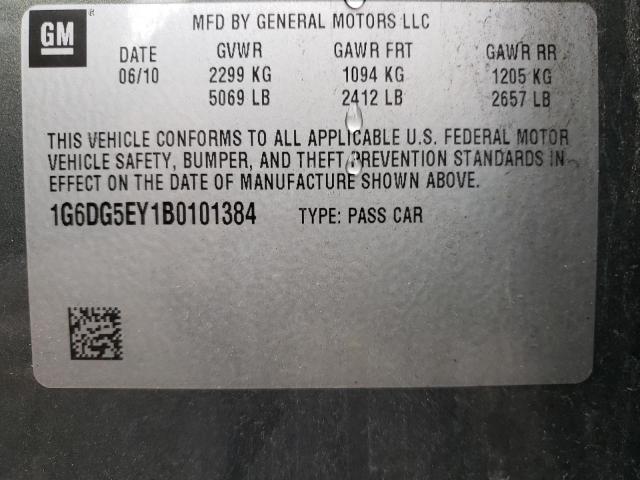 GM ®
MFD BY GENERAL MOTORS LLC
DATE GVWR GAWR FRT GAWR RR
06/10 2299 KG 1094 KG 1205 KG
5069 LB 2412 LB 2657 LB
THIS VEHICLE CONFORMS TO ALL APPLICABLE U.S. FEDERAL MOTOR
VEHICLE SAFETY, BUMPER, AND THEFT PREVENTION STANDARDS IN
EFFECT ON THE DATE OF MANUFACTURE SHOWN ABOVE.
1G6DG5EY1B0101384 TYPE: PASS CAR